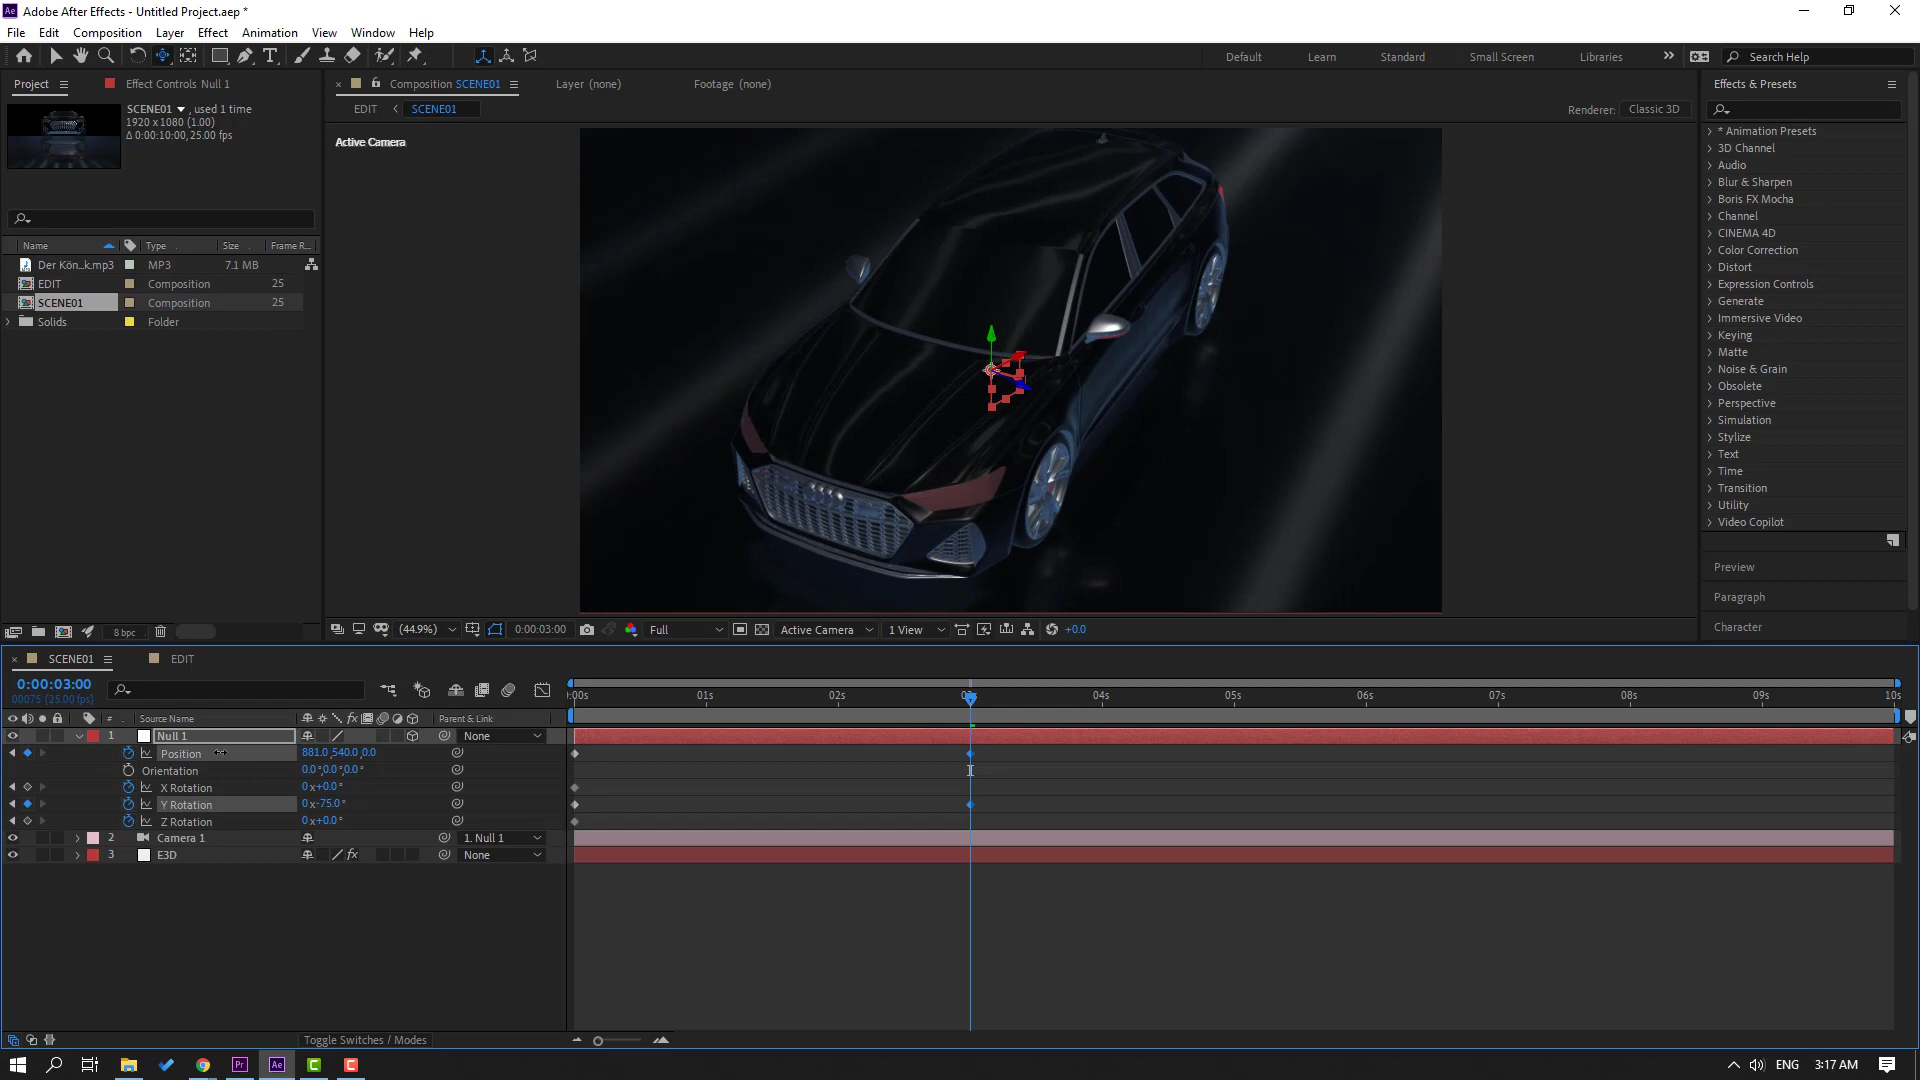 Adobe After Effects - Untitled Project.aep *
File Edit Composition Layer Effect Animation View Window Help
Default Learn Standard Small Screen Libraries Search Help
Project Effect Controls Null 1
Composition SCENE01 Layer (none) Footage (none)
Effects & Presets
SCENE01 , used 1 time
1920 x 1080 (1.00)
Δ 0:00:10:00, 25.00 fps
EDIT SCENE01
Renderer: Classic 3D
Active Camera
* Animation Presets
3D Channel
Audio
Blur & Sharpen
Boris FX Mocha
Channel
CINEMA 4D
Color Correction
Distort
Expression Controls
Generate
Immersive Video
Keying
Matte
Noise & Grain
Obsolete
Perspective
Simulation
Stylize
Text
Time
Transition
Utility
Video Copilot
Preview
Paragraph
Character
Name Type Size Frame R...
Der Kön_k.mp3 MP3 7.1 MB
EDIT Composition 25
SCENE01 Composition 25
Solids Folder
8 bpc
(44.9%) 0:00:03:00 Full Active Camera 1 View +0.0
SCENE01 EDIT
0:00:03:00
00075 (25.00 fps)
):00s 01s 02s 03s 04s 05s 06s 07s 08s 09s 10s
# Source Name Parent & Link
1 Null 1 None
Position 881.0,540.0,0.0
Orientation 0.0°,0.0°,0.0°
X Rotation 0x+0.0°
Y Rotation 0x-75.0°
Z Rotation 0x+0.0°
2 Camera 1 1. Null 1
3 E3D None
Toggle Switches / Modes
ENG 3:17 AM